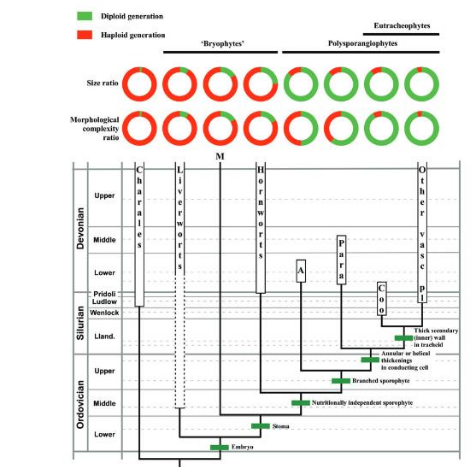 Diploid generation
Haploid generation
Eutracheophytes
"Bryophytes"
Polysporangiophytes
Size ratio
Morphological
complexity
ratio
M
Charales
Liverworts
Hornworts
A
Para
Coo
Other vasc pl
Devonian
Upper
Middle
Lower
Silurian
Pridoli
Ludlow
Wenlock
Lland.
Ordovician
Upper
Middle
Lower
Thick secondary
(inner) wall
in tracheid
Annular or helical
thickenings
in conducting cell
Branched sporophyte
Nutritionally independent sporophyte
Stoma
Embryo